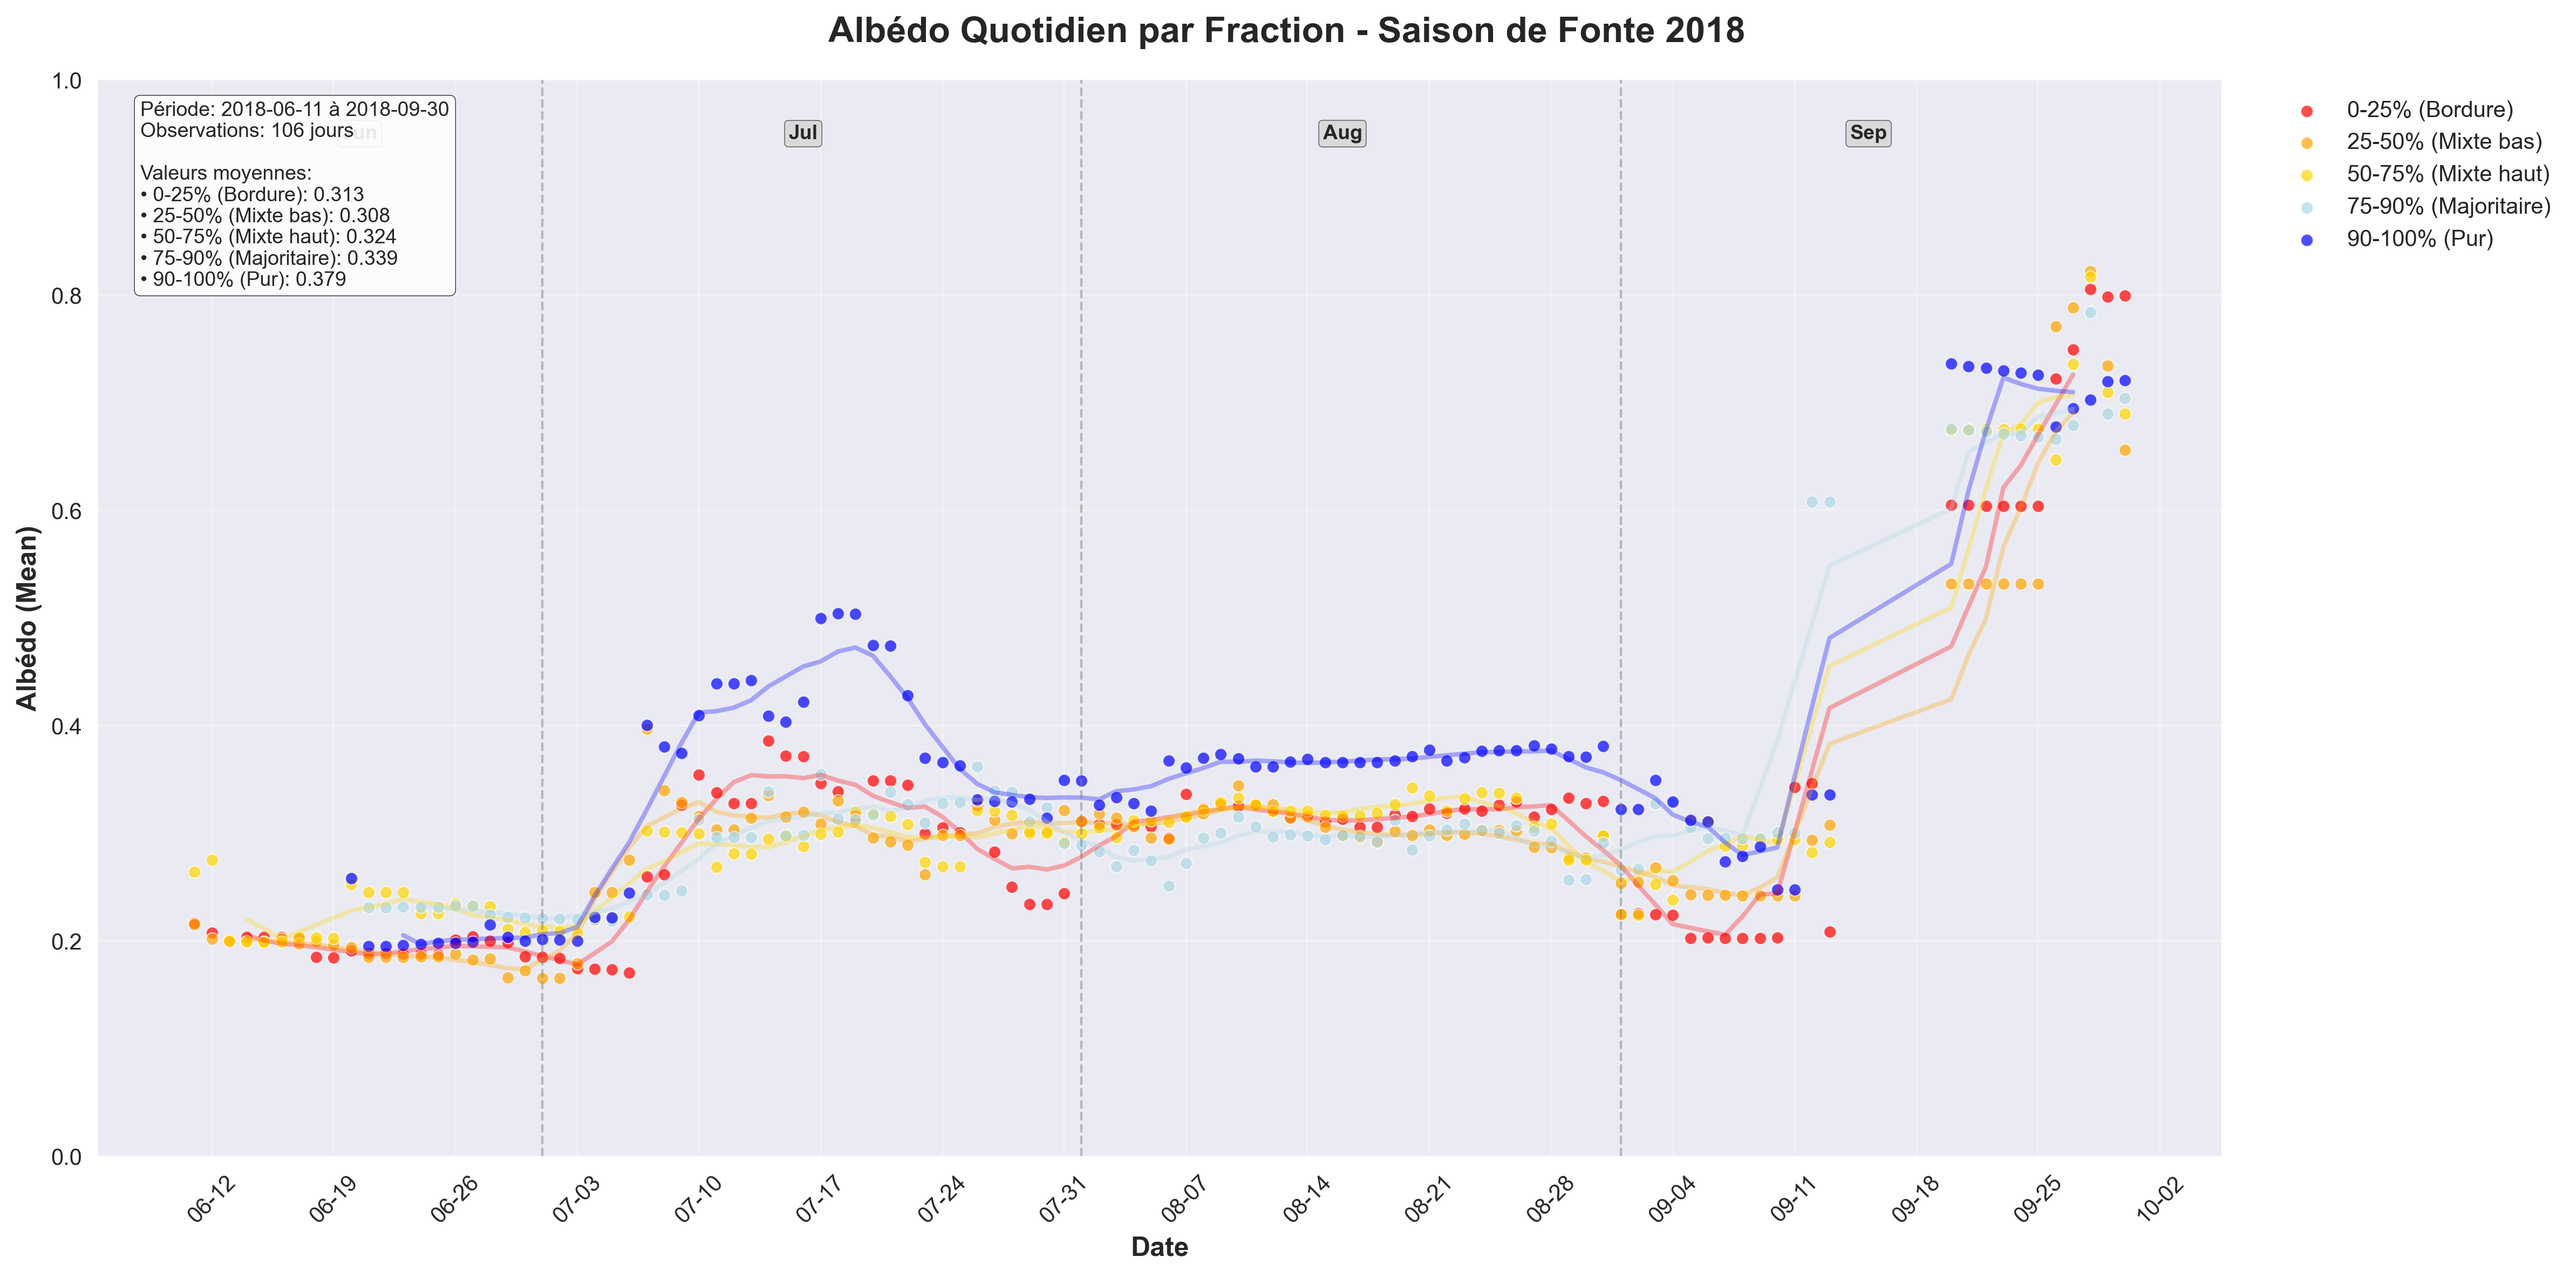 Albédo Quotidien par Fraction - Saison de Fonte 2018
1.0
0.8
0.6
0.4
0.2
0.0
Albédo (Mean)
Période: 2018-06-11 à 2018-09-30
Observations: 106 jours
Valeurs moyennes:
• 0-25% (Bordure): 0.313
• 25-50% (Mixte bas): 0.308
• 50-75% (Mixte haut): 0.324
• 75-90% (Majoritaire): 0.339
• 90-100% (Pur): 0.379
Jul
Aug
Sep
0-25% (Bordure)
25-50% (Mixte bas)
50-75% (Mixte haut)
75-90% (Majoritaire)
90-100% (Pur)
06-12
06-19
06-26
07-03
07-10
07-17
07-24
07-31
08-07
08-14
08-21
08-28
09-04
09-11
09-18
09-25
10-02
Date